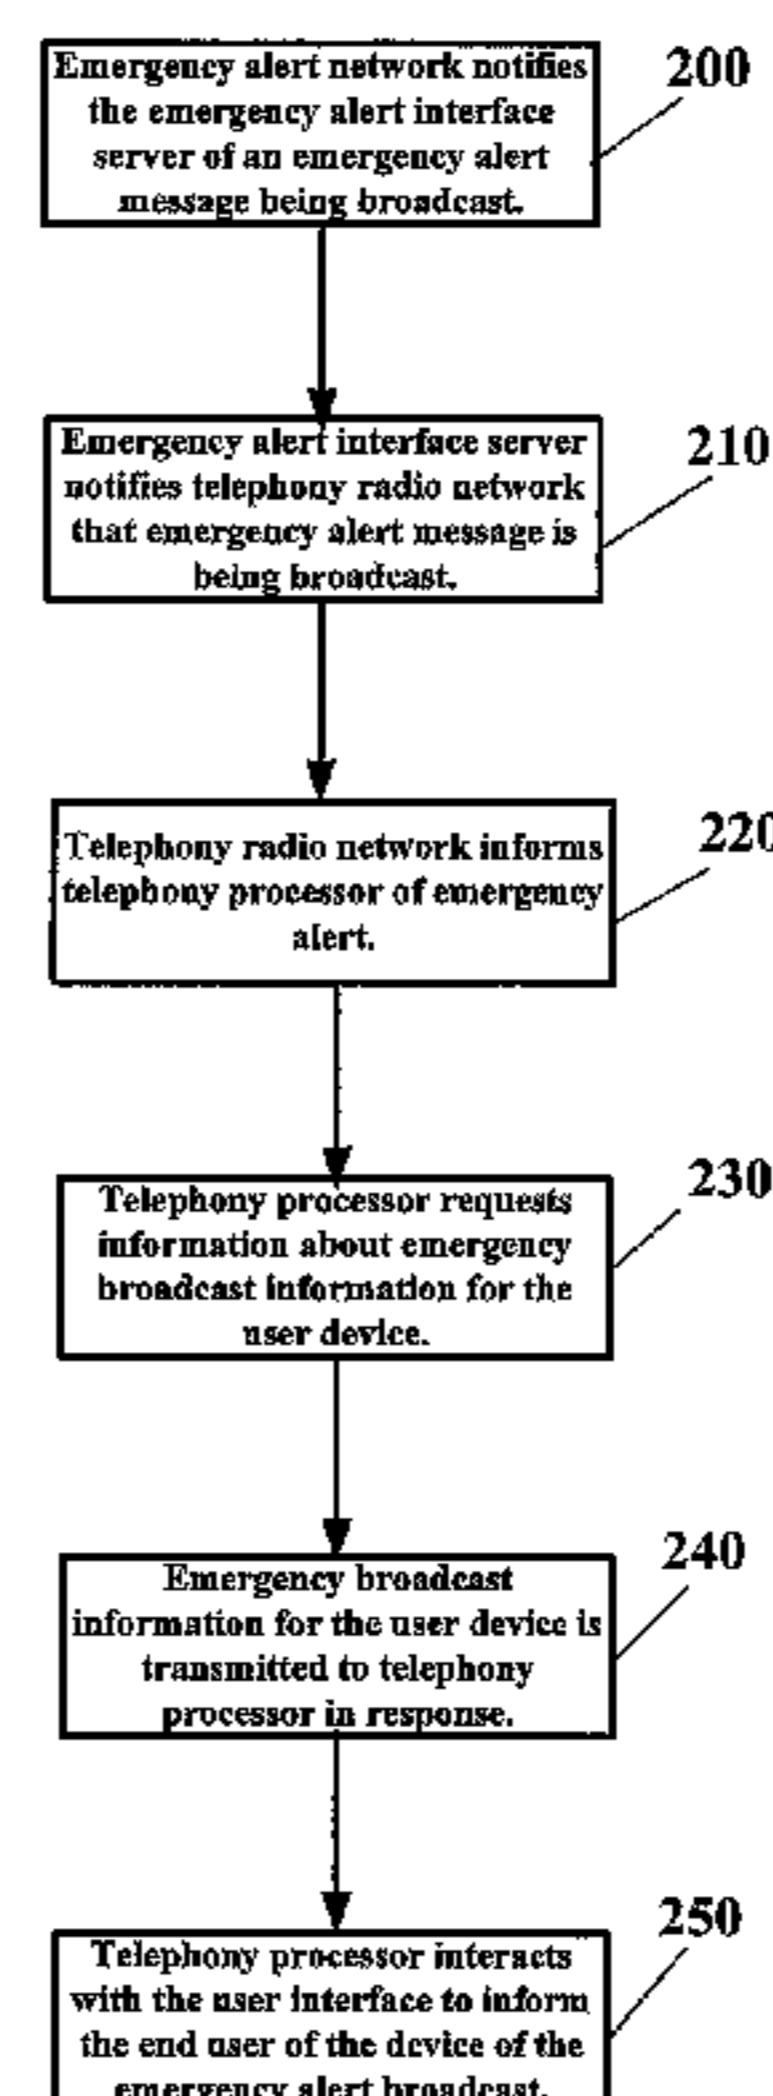 Emergency alert network notifies
the emergency alert interface
server of an emergency alert
message being broadcast.
200
Emergency alert interface server
notifies telephony radio network
that emergency alert message is
being broadcast.
210
Telephony radio network informs
telephony processor of emergency
alert.
220
Telephony processor requests
information about emergency
broadcast information for the
user device.
230
Emergency broadcast
information for the user device is
transmitted to telephony
processor in response.
240
Telephony processor interacts
with the user interface to inform
the end user of the device of the
emergency alert broadcast.
250